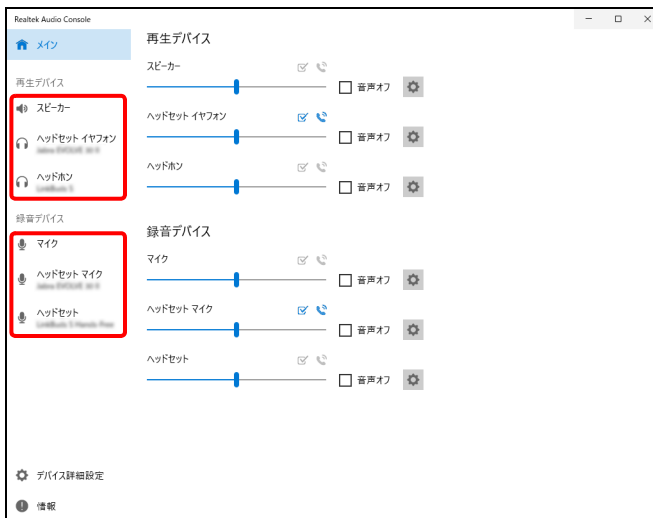 Realtek Audio Console
メイン
再生デバイス
スピーカー
ヘッドセット イヤフォン
ヘッドホン
録音デバイス
マイク
ヘッドセット マイク
ヘッドセット
デバイス詳細設定
情報
再生デバイス
スピーカー
音声オフ
ヘッドセット イヤフォン
音声オフ
ヘッドホン
音声オフ
録音デバイス
マイク
音声オフ
ヘッドセット マイク
音声オフ
ヘッドセット
音声オフ